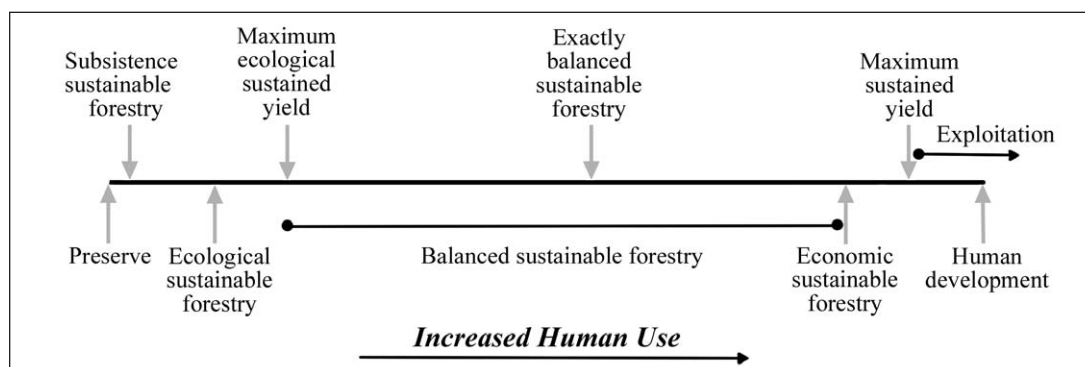 Subsistence
sustainable
forestry
Maximum
ecological
sustained
yield
Exactly
balanced
sustainable
forestry
Maximum
sustained
yield
Exploitation
Preserve
Ecological
sustainable
forestry
Balanced sustainable forestry
Economic
sustainable
forestry
Human
development
Increased Human Use